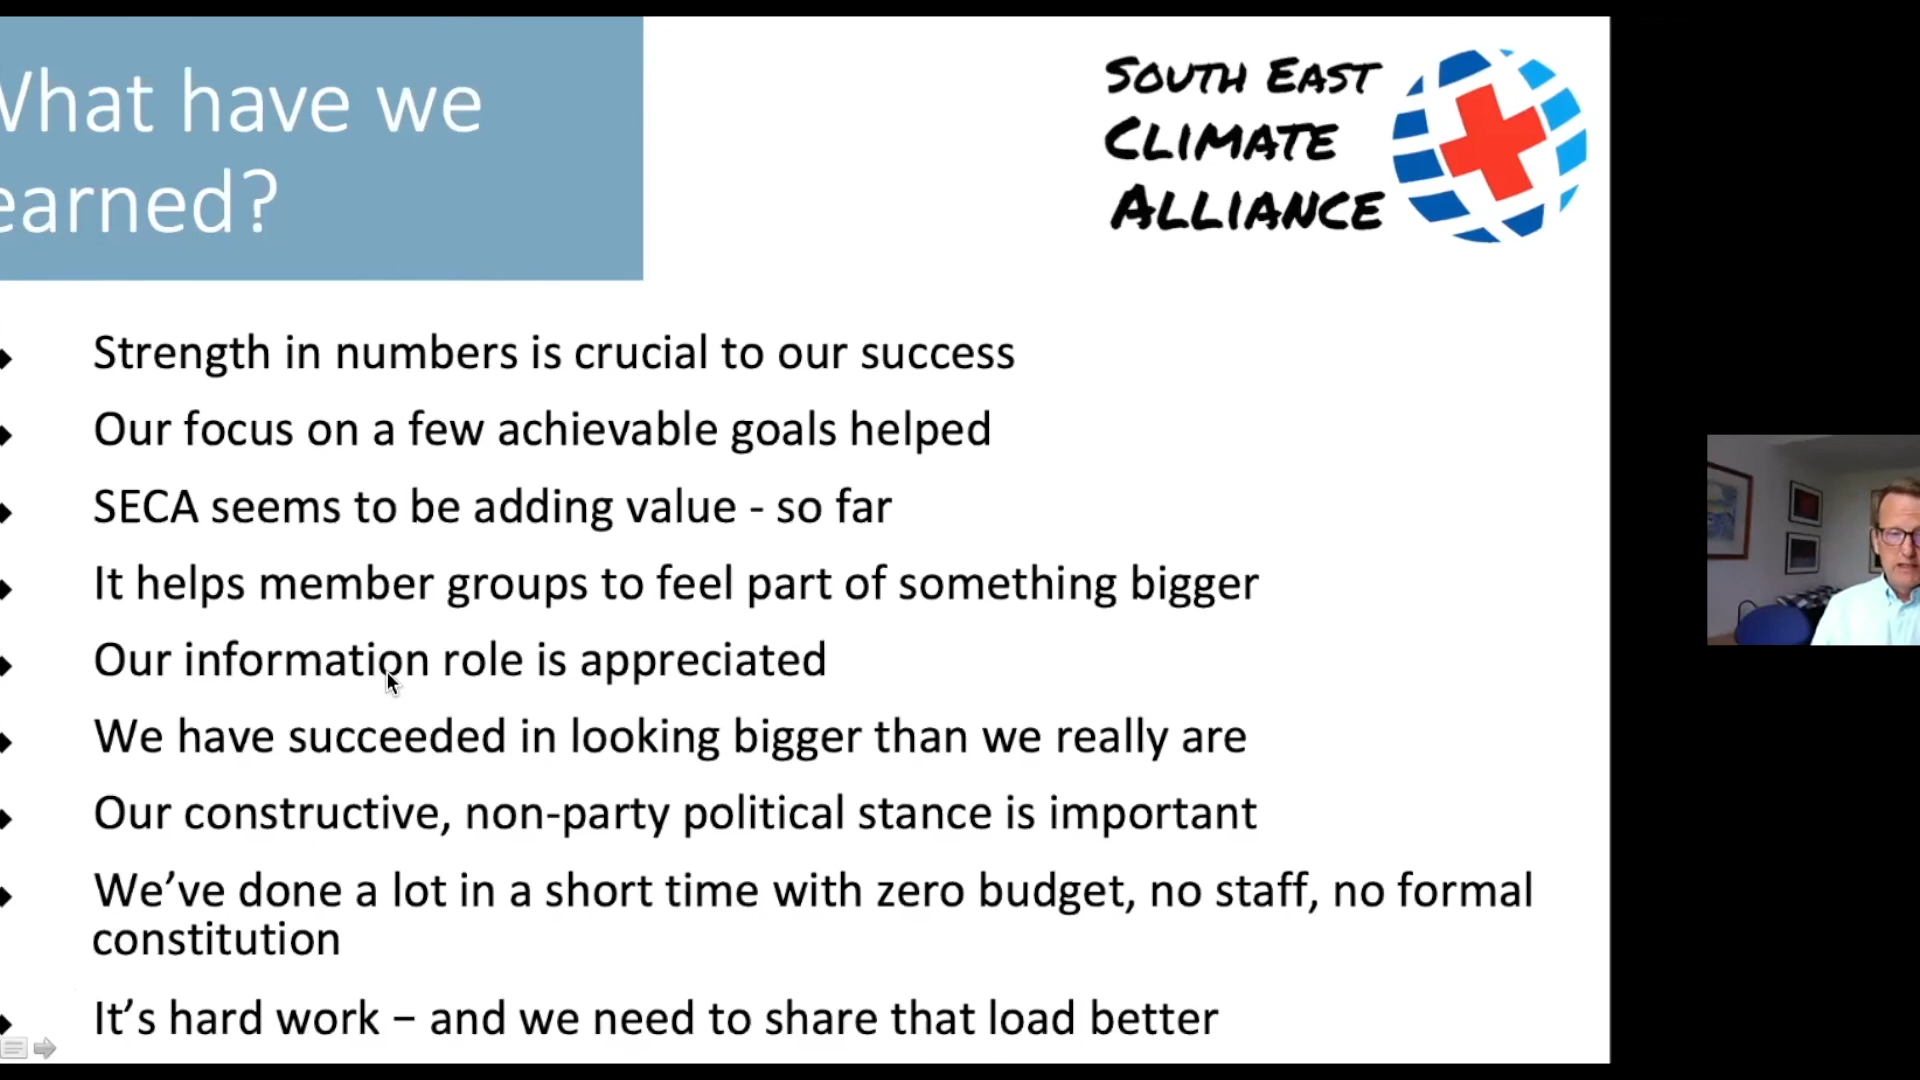 What have we
earned?
SOUTH EAST
CLIMATE
ALLIANCE
Strength in numbers is crucial to our success
Our focus on a few achievable goals helped
SECA seems to be adding value - so far
It helps member groups to feel part of something bigger
Our information role is appreciated
We have succeeded in looking bigger than we really are
Our constructive, non-party political stance is important
We’ve done a lot in a short time with zero budget, no staff, no formal
constitution
It’s hard work – and we need to share that load better